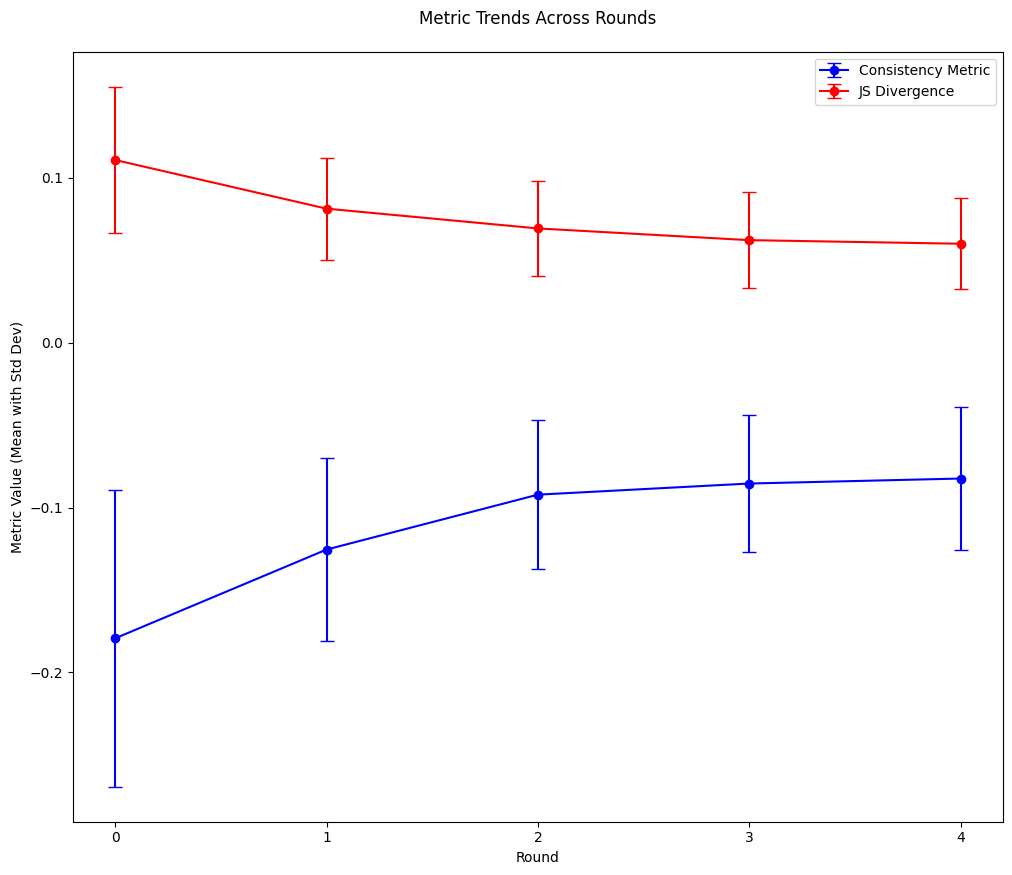 Metric Trends Across Rounds
Consistency Metric
JS Divergence
Metric Value (Mean with Std Dev)
0.1
0.0
−0.1
−0.2
0 1 2 3 4
Round